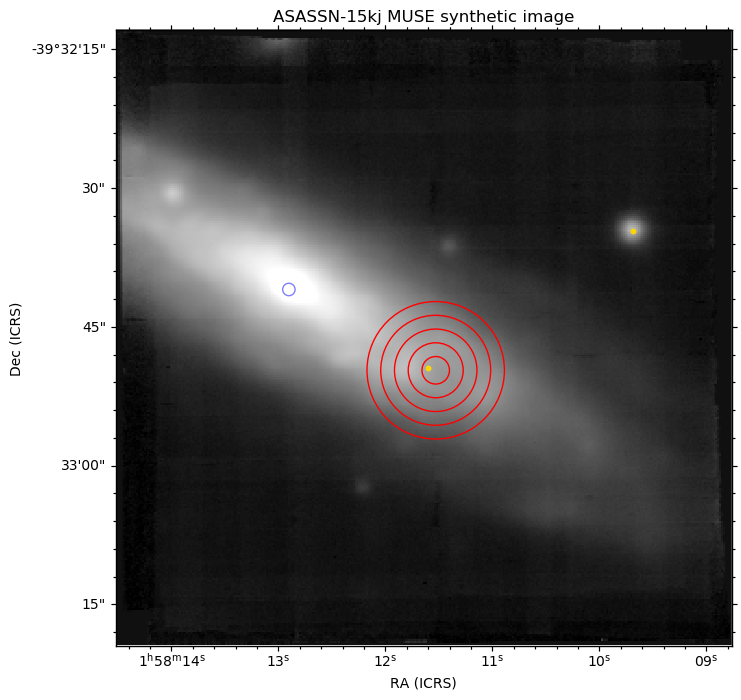 ASASSN-15kj MUSE synthetic image
-39°32'15"
30"
45"
33'00"
15"
Dec (ICRS)
1ʰ58ᵐ14ˢ 13ˢ 12ˢ 11ˢ 10ˢ 09ˢ
RA (ICRS)